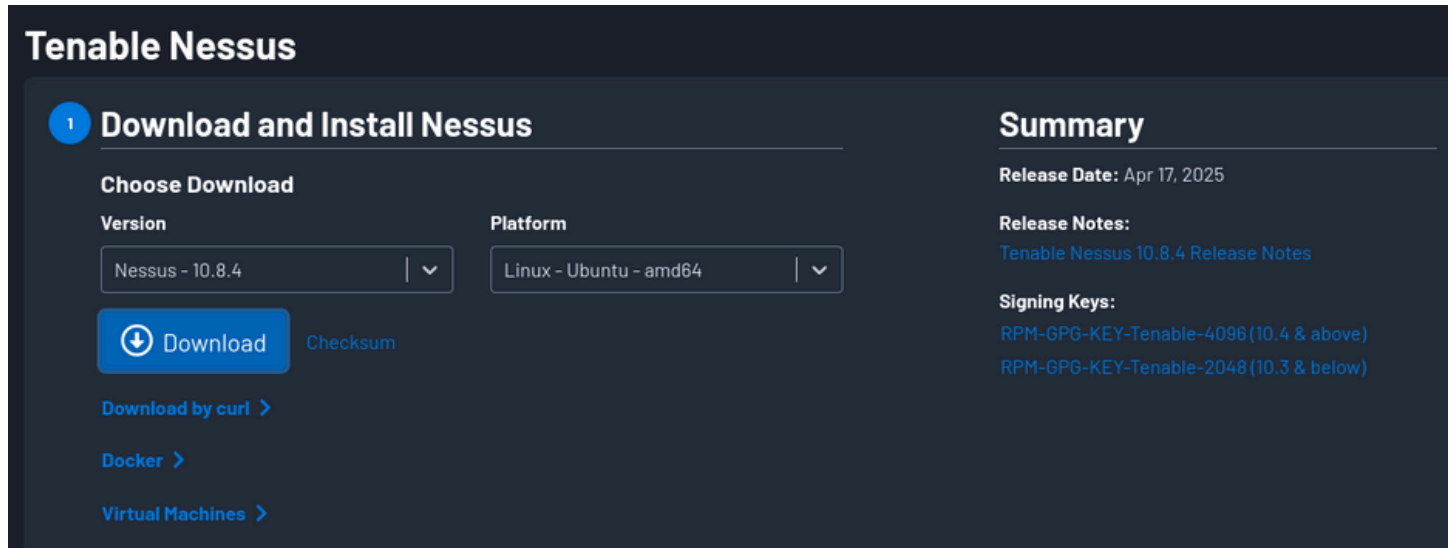 Tenable Nessus
1
Download and Install Nessus
Choose Download
Version
Platform
Nessus - 10.8.4
Linux - Ubuntu - amd64
Download
Checksum
Download by curl
Docker
Virtual Machines
Summary
Release Date: Apr 17, 2025
Release Notes:
Tenable Nessus 10.8.4 Release Notes
Signing Keys:
RPM-GPG-KEY-Tenable-4096 (10.4 & above)
RPM-GPG-KEY-Tenable-2048 (10.3 & below)